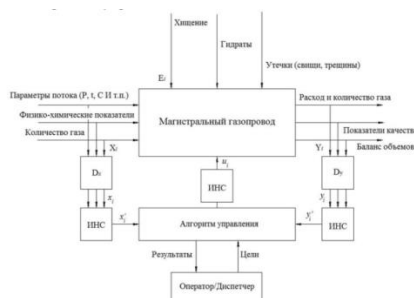 Хищение
Гидраты
Утечки (свищи, трещины)
Eᵢ
Параметры потока (P, t, C И т.п.)
Физико-химические показатели
Количество газа
Магистральный газопровод
Расход и количество газа
Показатели качества
Баланс объемов
Xᵢ
Yᵢ
uᵢ
Dₓ
ИНС
Dᵧ
xᵢ
yᵢ
ИНС
xᵢ'
Алгоритм управления
yᵢ'
ИНС
Результаты
Цели
Оператор/Диспетчер